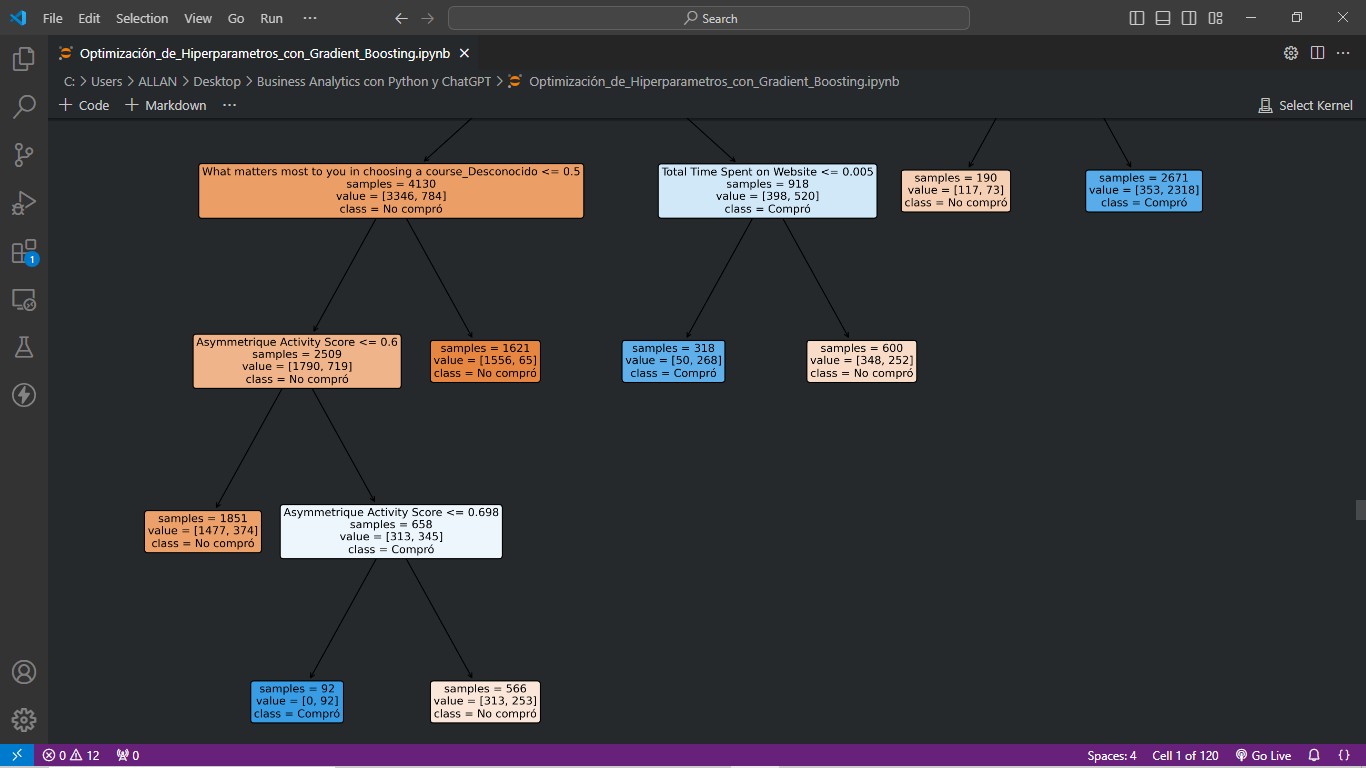 File Edit Selection View Go Run ··· Search
Optimización_de_Hiperparametros_con_Gradient_Boosting.ipynb
C: > Users > ALLAN > Desktop > Business Analytics con Python y ChatGPT > Optimización_de_Hiperparametros_con_Gradient_Boosting.ipynb
+ Code + Markdown ··· Select Kernel
What matters most to you in choosing a course_Desconocido <= 0.5
samples = 4130
value = [3346, 784]
class = No compró
Total Time Spent on Website <= 0.005
samples = 918
value = [398, 520]
class = Compró
samples = 190
value = [117, 73]
class = No compró
samples = 2671
value = [353, 2318]
class = Compró
Asymmetrique Activity Score <= 0.6
samples = 2509
value = [1790, 719]
class = No compró
samples = 1621
value = [1556, 65]
class = No compró
samples = 318
value = [50, 268]
class = Compró
samples = 600
value = [348, 252]
class = No compró
samples = 1851
value = [1477, 374]
class = No compró
Asymmetrique Activity Score <= 0.698
samples = 658
value = [313, 345]
class = Compró
samples = 92
value = [0, 92]
class = Compró
samples = 566
value = [313, 253]
class = No compró
1
0 12 0 Spaces: 4 Cell 1 of 120 Go Live {}